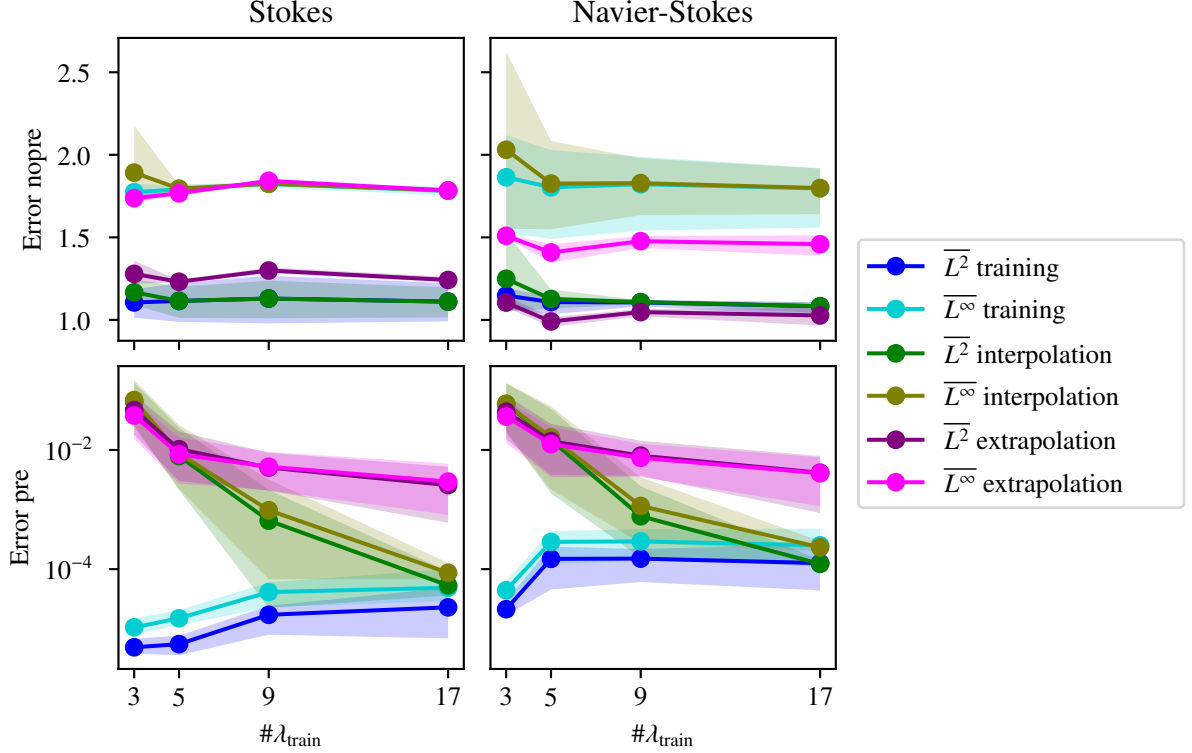 Stokes
Navier-Stokes
Error nopre
2.5
2.0
1.5
1.0
Error pre
10⁻²
10⁻⁴
3 5 9 17
3 5 9 17
#λ_train
#λ_train
L̅²̅ training
L̅^∞̅ training
L̅²̅ interpolation
L̅^∞̅ interpolation
L̅²̅ extrapolation
L̅^∞̅ extrapolation